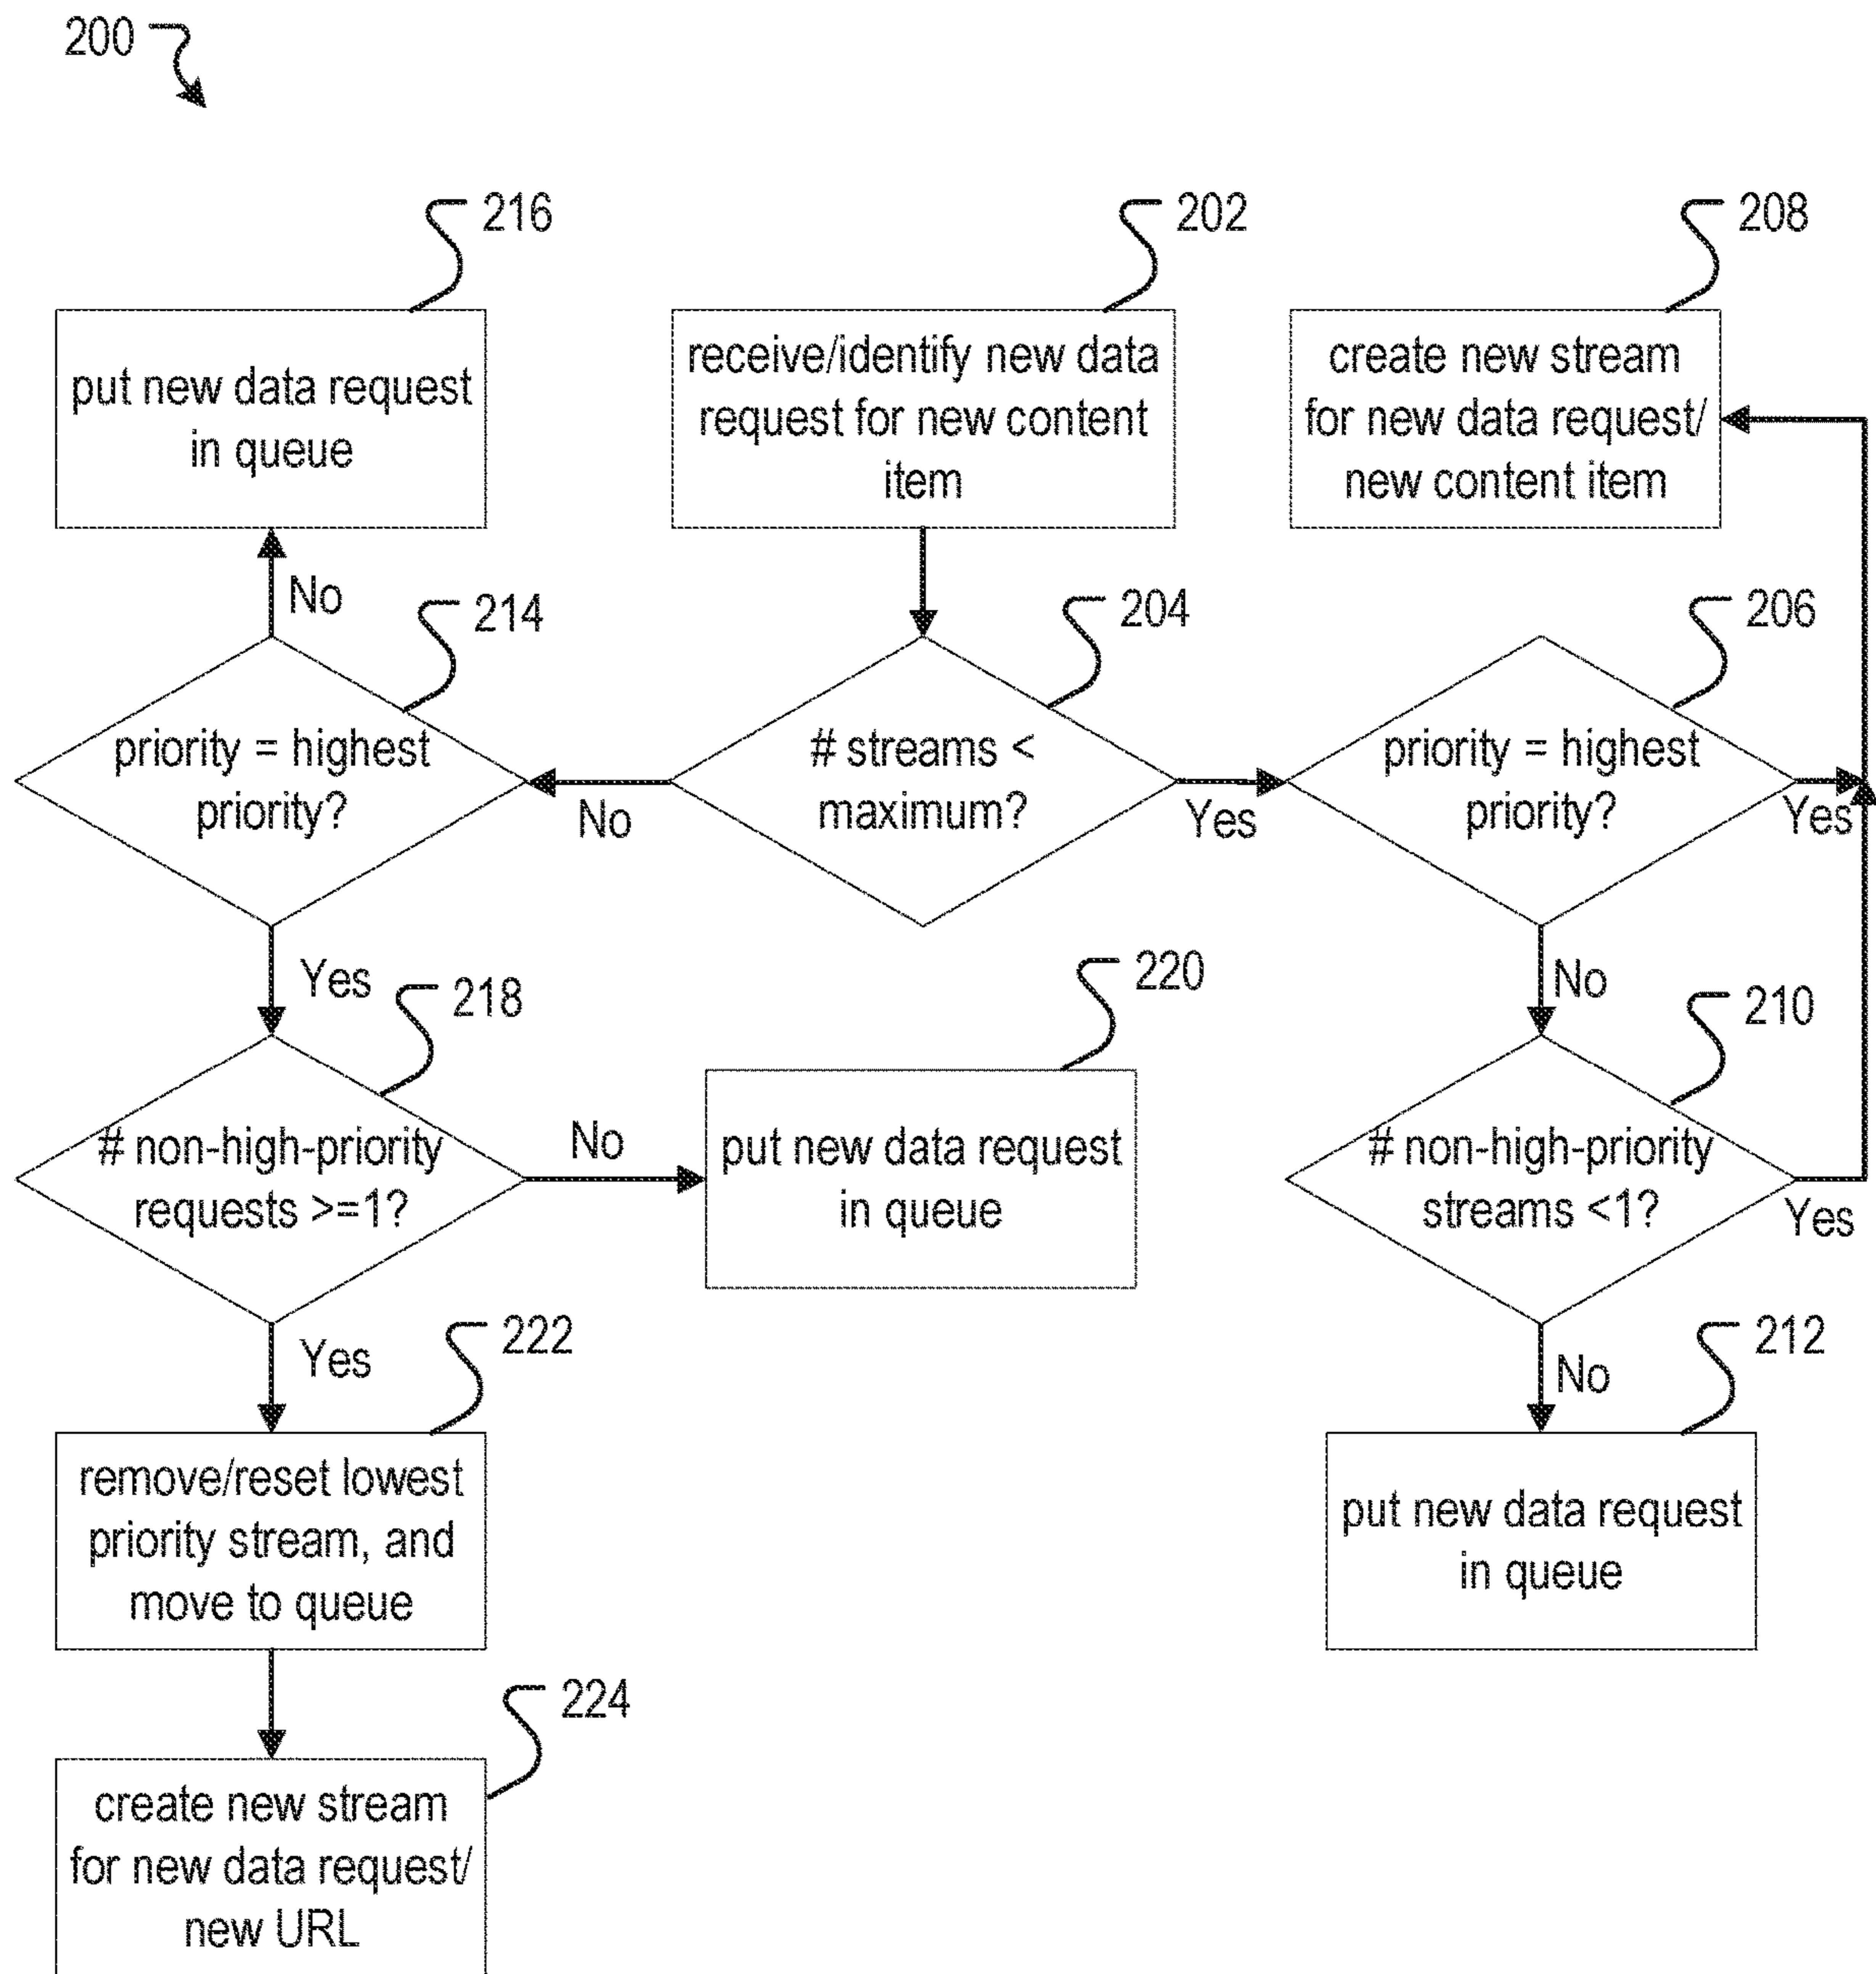 200
216
202
208
put new data request
in queue
receive/identify new data
request for new content
item
create new stream
for new data request/
new content item
No
214
204
206
priority = highest
priority?
No
# streams <
maximum?
Yes
priority = highest
priority?
Yes
Yes
218
220
No
210
# non-high-priority
requests >=1?
No
put new data request
in queue
# non-high-priority
streams <1?
Yes
Yes
222
No
212
remove/reset lowest
priority stream, and
move to queue
put new data request
in queue
224
create new stream
for new data request/
new URL